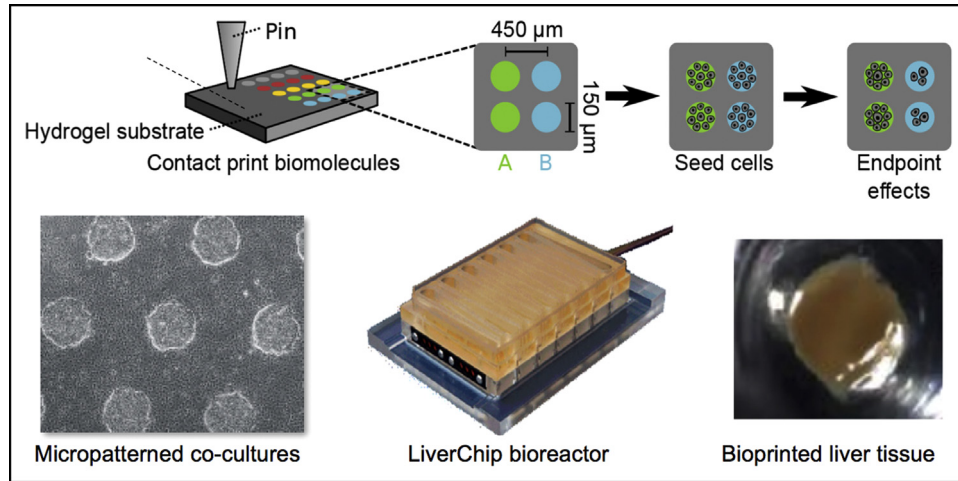 Pin
450 µm
150 µm
Hydrogel substrate
Contact print biomolecules
A
B
Seed cells
Endpoint
effects
Micropatterned co-cultures
LiverChip bioreactor
Bioprinted liver tissue